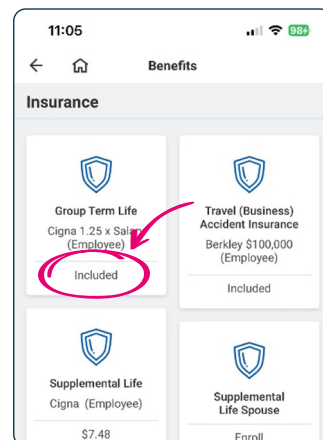 11:05
98
Benefits
Insurance
Group Term Life
Cigna 1.25 x Salary
(Employee)
Included
Travel (Business)
Accident Insurance
Berkley $100,000
(Employee)
Included
Supplemental Life
Cigna (Employee)
$7.48
Supplemental
Life Spouse
Enroll